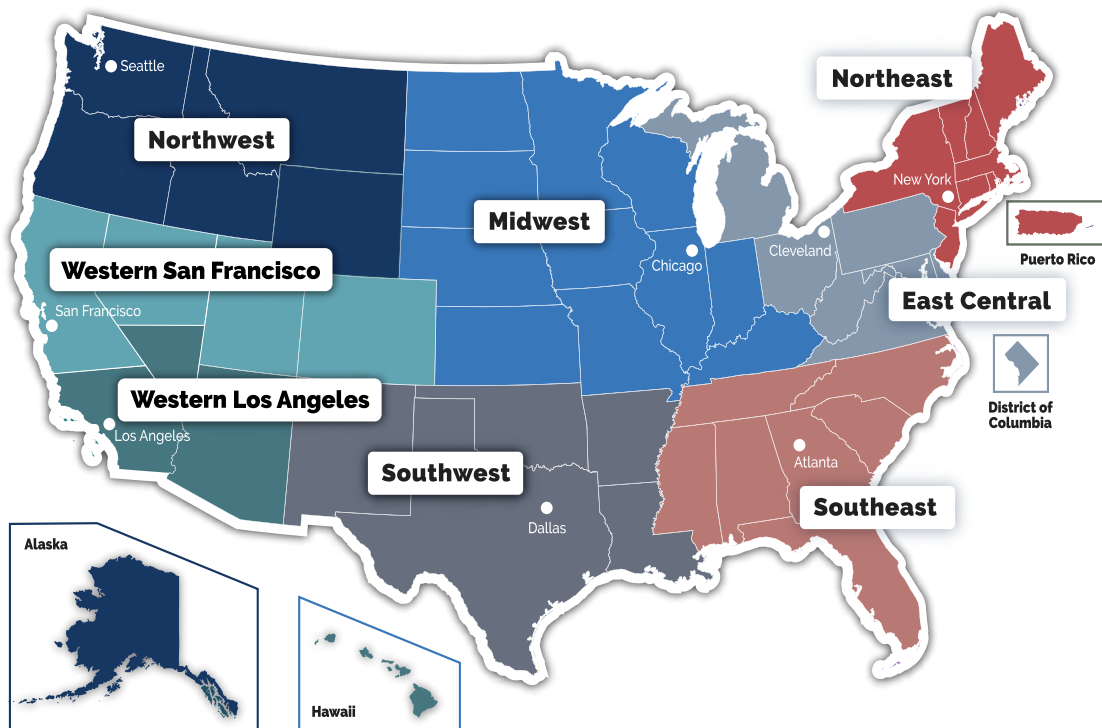 Northeast
Seattle
Northwest
New York
Midwest
Cleveland
Chicago
Puerto Rico
Western San Francisco
San Francisco
East Central
Western Los Angeles
Los Angeles
District of
Columbia
Atlanta
Southwest
Southeast
Dallas
Alaska
Hawaii